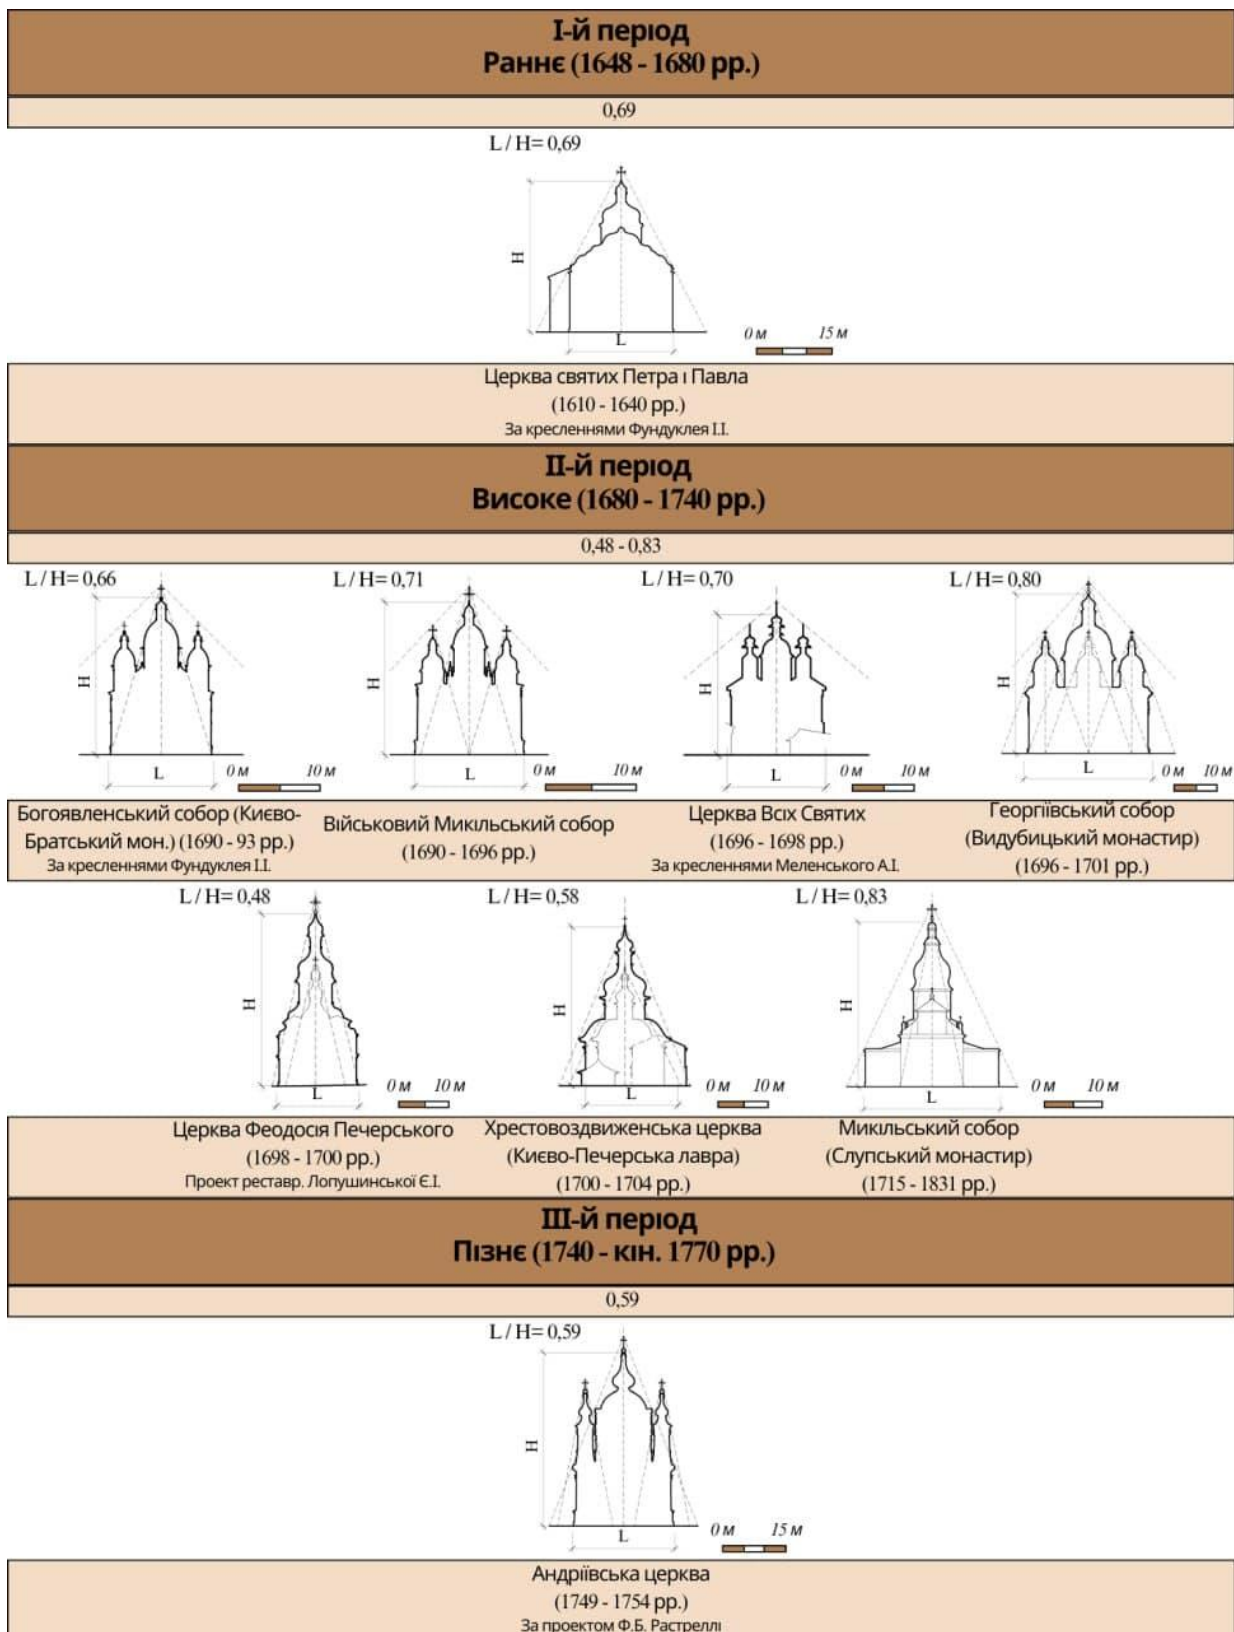 І-й період
Раннє (1648 - 1680 рр.)
0,69
L / H= 0,69
H
L
0 м 15 м
Церква святих Петра і Павла
(1610 - 1640 рр.)
За кресленнями Фундуклея І.І.
ІІ-й період
Високе (1680 - 1740 рр.)
0,48 - 0,83
L / H= 0,66
H
L
0 м 10 м
L / H= 0,71
H
L
0 м 10 м
L / H= 0,70
H
L
0 м 10 м
L / H= 0,80
H
L
0 м 10 м
Богоявленський собор (Києво-
Братський мон.) (1690 - 93 рр.)
За кресленнями Фундуклея І.І.
Військовий Микільський собор
(1690 - 1696 рр.)
Церква Всіх Святих
(1696 - 1698 рр.)
За кресленнями Меленського А.І.
Георгіївський собор
(Видубицький монастир)
(1696 - 1701 рр.)
L / H= 0,48
H
L
0 м 10 м
L / H= 0,58
H
L
0 м 10 м
L / H= 0,83
H
L
0 м 10 м
Церква Феодосія Печерського
(1698 - 1700 рр.)
Проект реставр. Лопушинської Є.І.
Хрестовоздвиженська церква
(Києво-Печерська лавра)
(1700 - 1704 рр.)
Микільський собор
(Слупський монастир)
(1715 - 1831 рр.)
ІІІ-й період
Пізнє (1740 - кін. 1770 рр.)
0,59
L / H= 0,59
H
L
0 м 15 м
Андріївська церква
(1749 - 1754 рр.)
За проектом Ф.Б. Растреллі